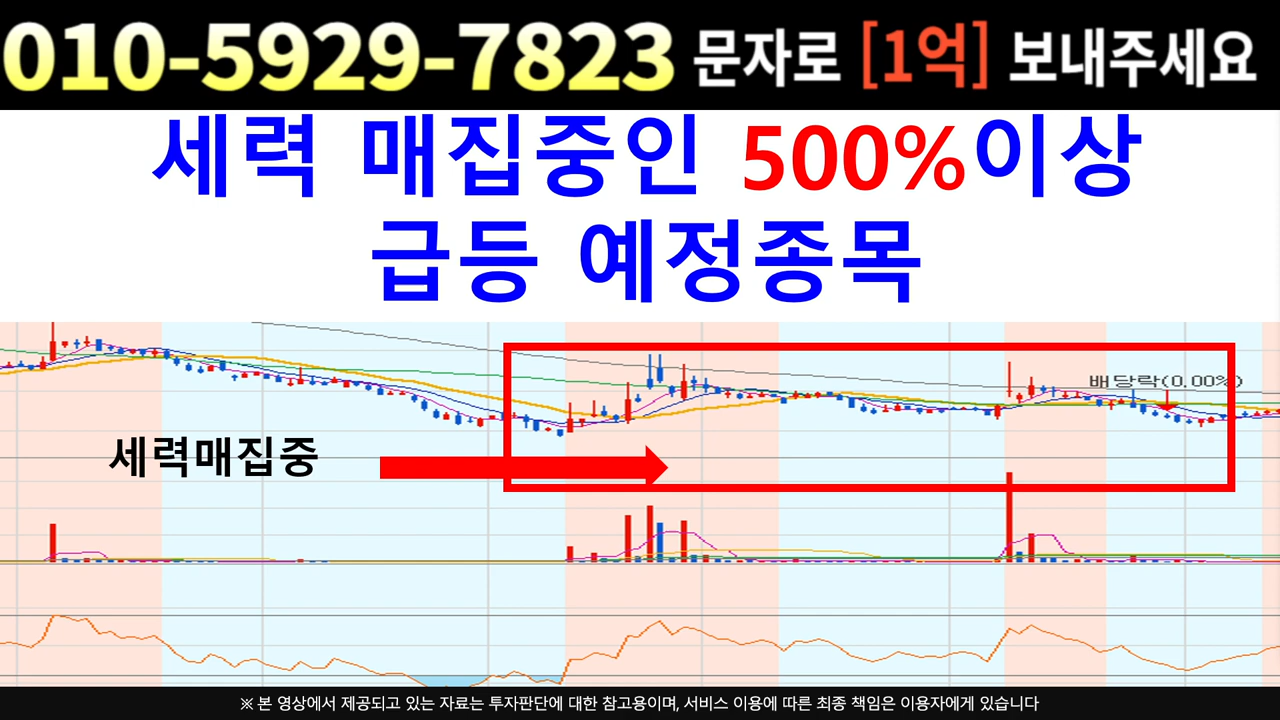 010-5929-7823 문자로 [1억] 보내주세요
세력 매집중인 500%이상
급등 예정종목
배당락(0.00%)
세력매집중
※ 본 영상에서 제공되고 있는 자료는 투자판단에 대한 참고용이며, 서비스 이용에 따른 최종 책임은 이용자에게 있습니다